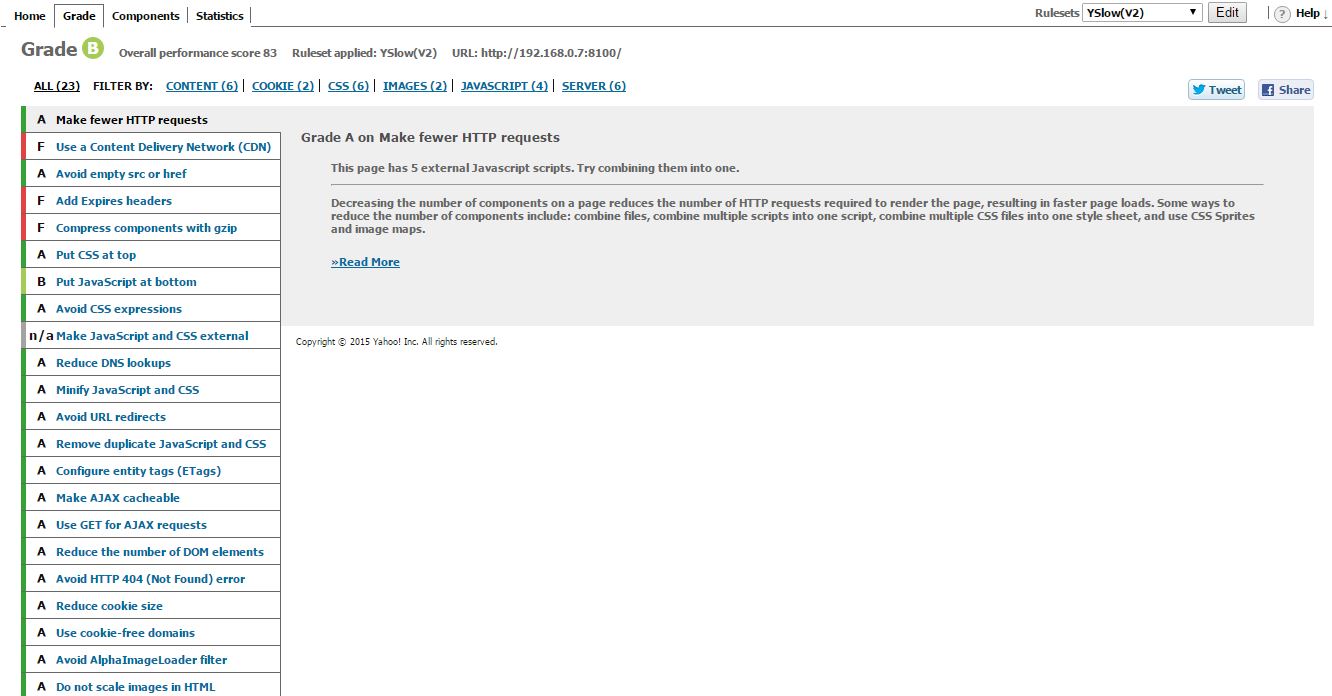 Home Grade Components Statistics Rulesets YSlow(V2) Edit ? Help ↓
Grade B Overall performance score 83 Ruleset applied: YSlow(V2) URL: http://192.168.0.7:8100/
ALL (23) FILTER BY: CONTENT (6) | COOKIE (2) | CSS (6) | IMAGES (2) | JAVASCRIPT (4) | SERVER (6)
Tweet Share
A Make fewer HTTP requests
F Use a Content Delivery Network (CDN)
A Avoid empty src or href
F Add Expires headers
F Compress components with gzip
A Put CSS at top
B Put JavaScript at bottom
A Avoid CSS expressions
n/a Make JavaScript and CSS external
A Reduce DNS lookups
A Minify JavaScript and CSS
A Avoid URL redirects
A Remove duplicate JavaScript and CSS
A Configure entity tags (ETags)
A Make AJAX cacheable
A Use GET for AJAX requests
A Reduce the number of DOM elements
A Avoid HTTP 404 (Not Found) error
A Reduce cookie size
A Use cookie-free domains
A Avoid AlphaImageLoader filter
A Do not scale images in HTML
Grade A on Make fewer HTTP requests
This page has 5 external Javascript scripts. Try combining them into one.
Decreasing the number of components on a page reduces the number of HTTP requests required to render the page, resulting in faster page loads. Some ways to
reduce the number of components include: combine files, combine multiple scripts into one script, combine multiple CSS files into one style sheet, and use CSS Sprites
and image maps.
»Read More
Copyright © 2015 Yahoo! Inc. All rights reserved.